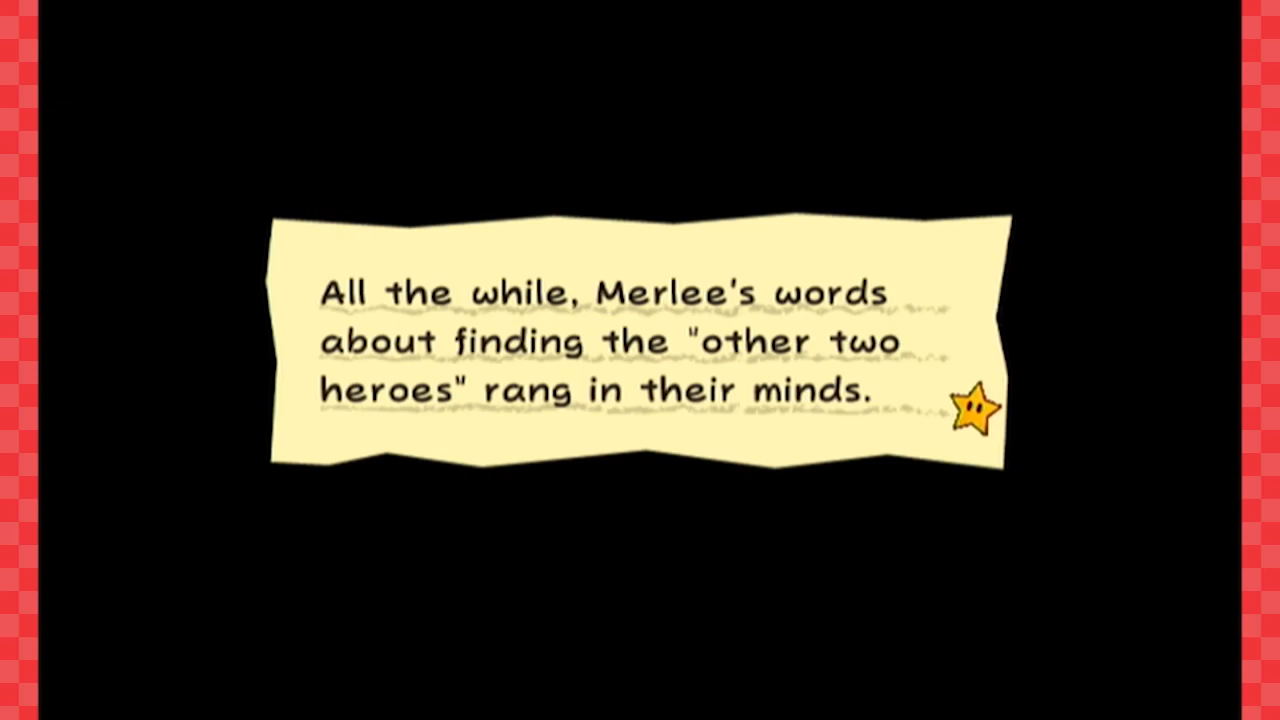 All the while, Merlee's words
about finding the "other two
heroes" rang in their minds.